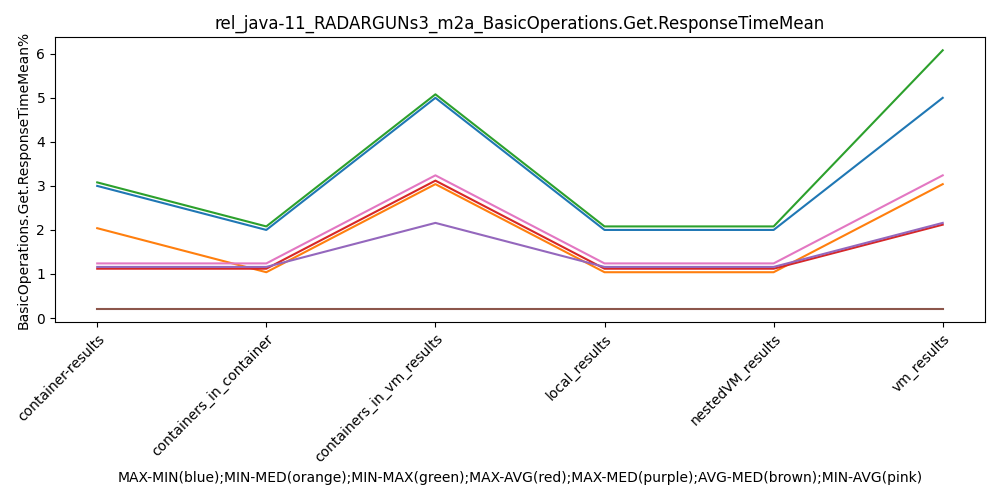 rel_java-11_RADARGUNs3_m2a_BasicOperations.Get.ResponseTimeMean
BasicOperations.Get.ResponseTimeMean%
6
5
4
3
2
1
0
container-results
containers_in_container
containers_in_vm_results
local_results
nestedVM_results
vm_results
MAX-MIN(blue);MIN-MED(orange);MIN-MAX(green);MAX-AVG(red);MAX-MED(purple);AVG-MED(brown);MIN-AVG(pink)